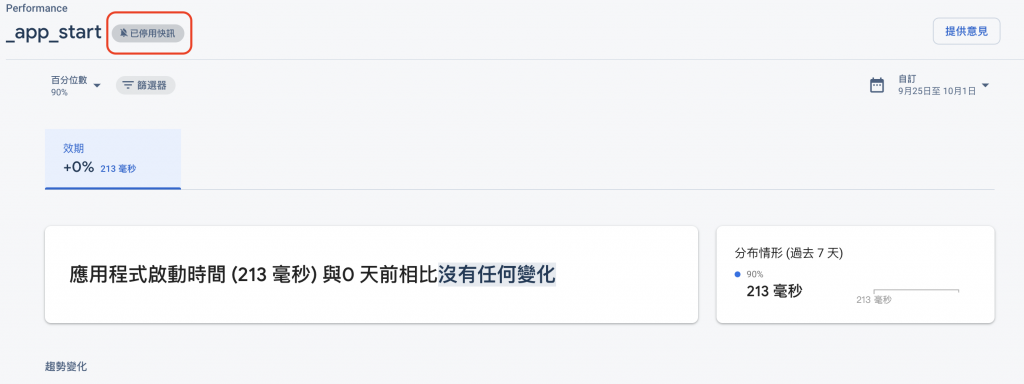 Performance
_app_start 已停用快訊
提供意見
百分位數
90%
篩選器
自訂
9月25日至 10月1日
效期
+0% 213 毫秒
應用程式啟動時間 (213 毫秒) 與0 天前相比沒有任何變化
分布情形 (過去 7 天)
90%
213 毫秒
213 毫秒
趨勢變化